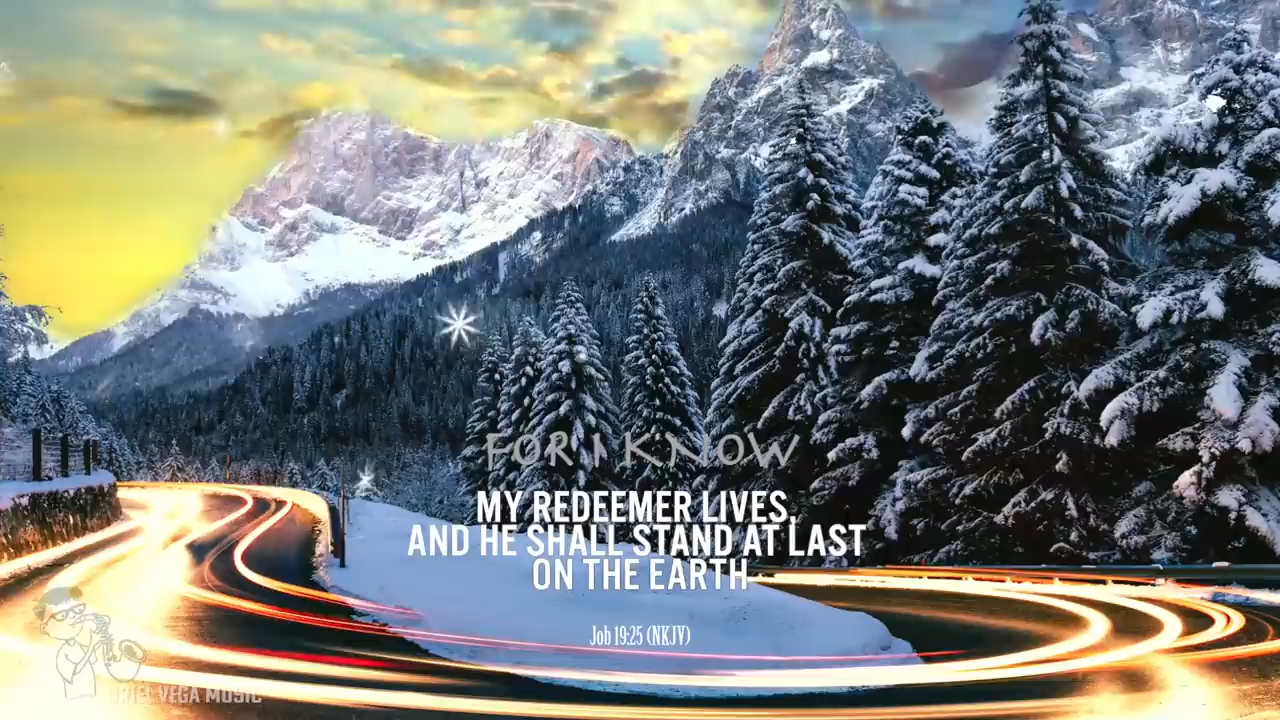 FOR I KNOW
MY REDEEMER LIVES,
AND HE SHALL STAND AT LAST
ON THE EARTH
Job 19:25 (NKJV)
URIEL VEGA MUSIC